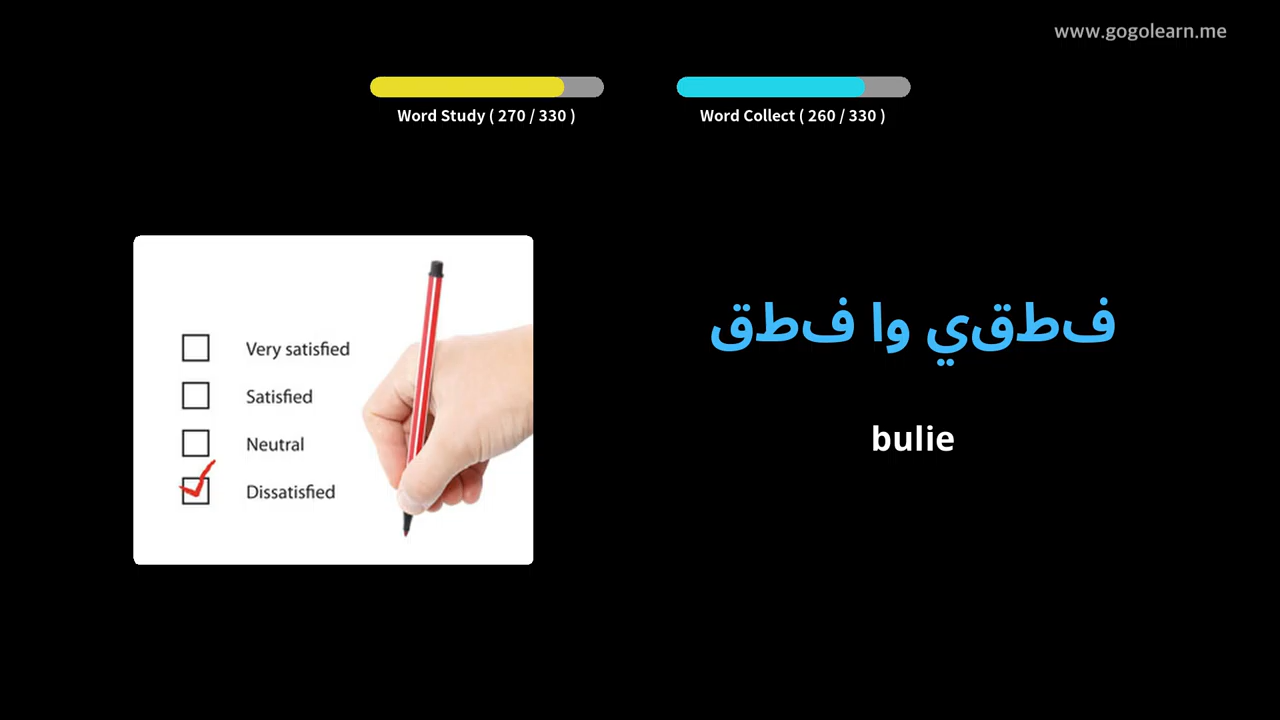 www.gogolearn.me
Word Study ( 270 / 330 )
Word Collect ( 260 / 330 )
Very satisfied
Satisfied
Neutral
Dissatisfied
فطقي وا فطق
bulie